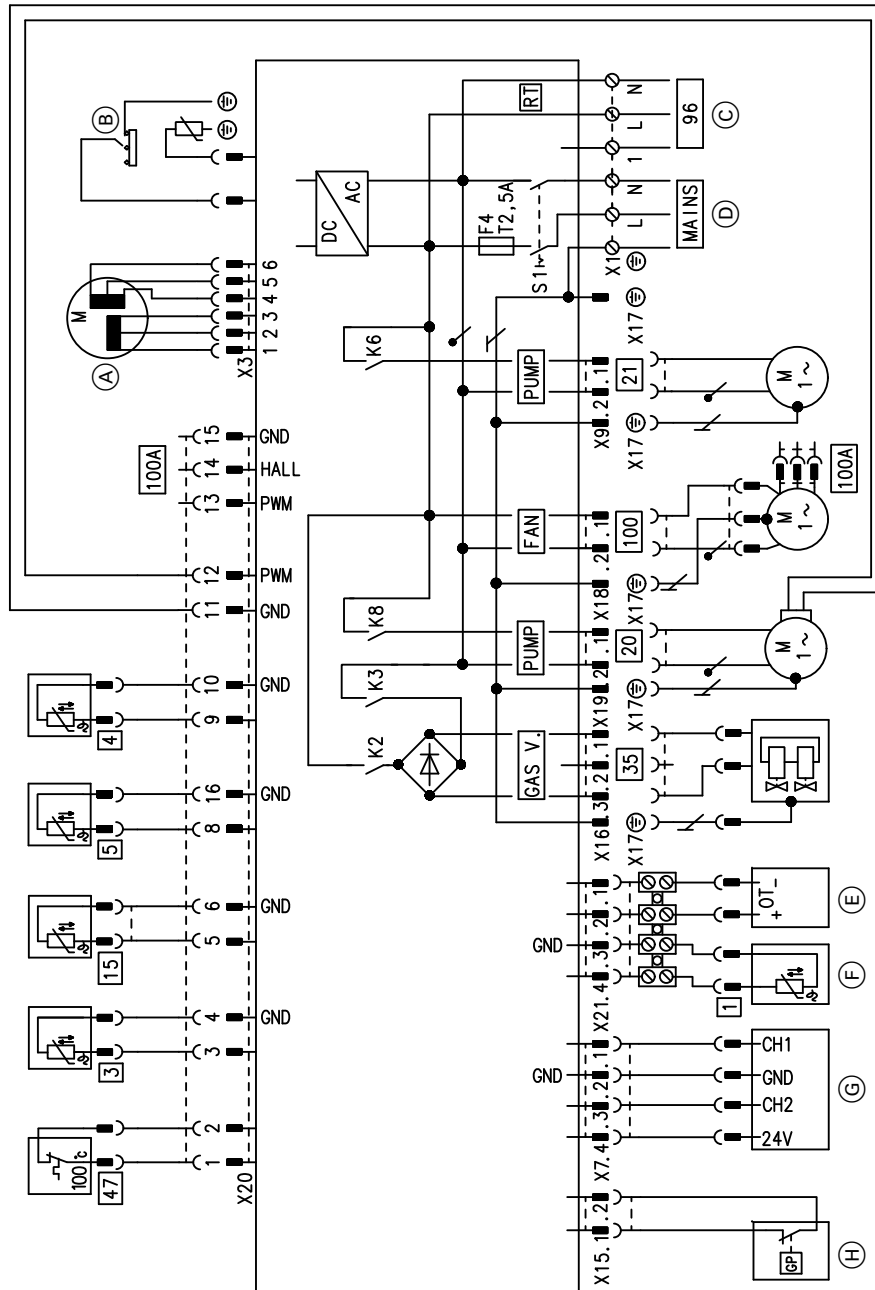 B
A
M
X3
1 2 3 4 5 6
100A
15 GND
14 HALL
13 PWM
12 PWM
11 GND
10 GND
9
4
16 GND
8
5
6 GND
5
15
4 GND
3
3
2
1
100°C
47
X20
DC
AC
F4
T2,5A
S1
RT
N
L
1
96
C
N
L
MAINS
D
X1
X17
K6
PUMP
X9 .2 .1
21
X17
M
1~
FAN
X18 .2 .1
100
X17
M
1~
100A
K8
K3
K2
PUMP
X19 .2 .1
20
X17
M
1~
GAS V.
X16 .3 .2 .1
35
X17
GND
X21 .4 .3 .2 .1
+ OT -
E
1
F
GND
X7 .4 .3 .2 .1
CH1
GND
CH2
24V
G
X15 .1 .2
GP
H